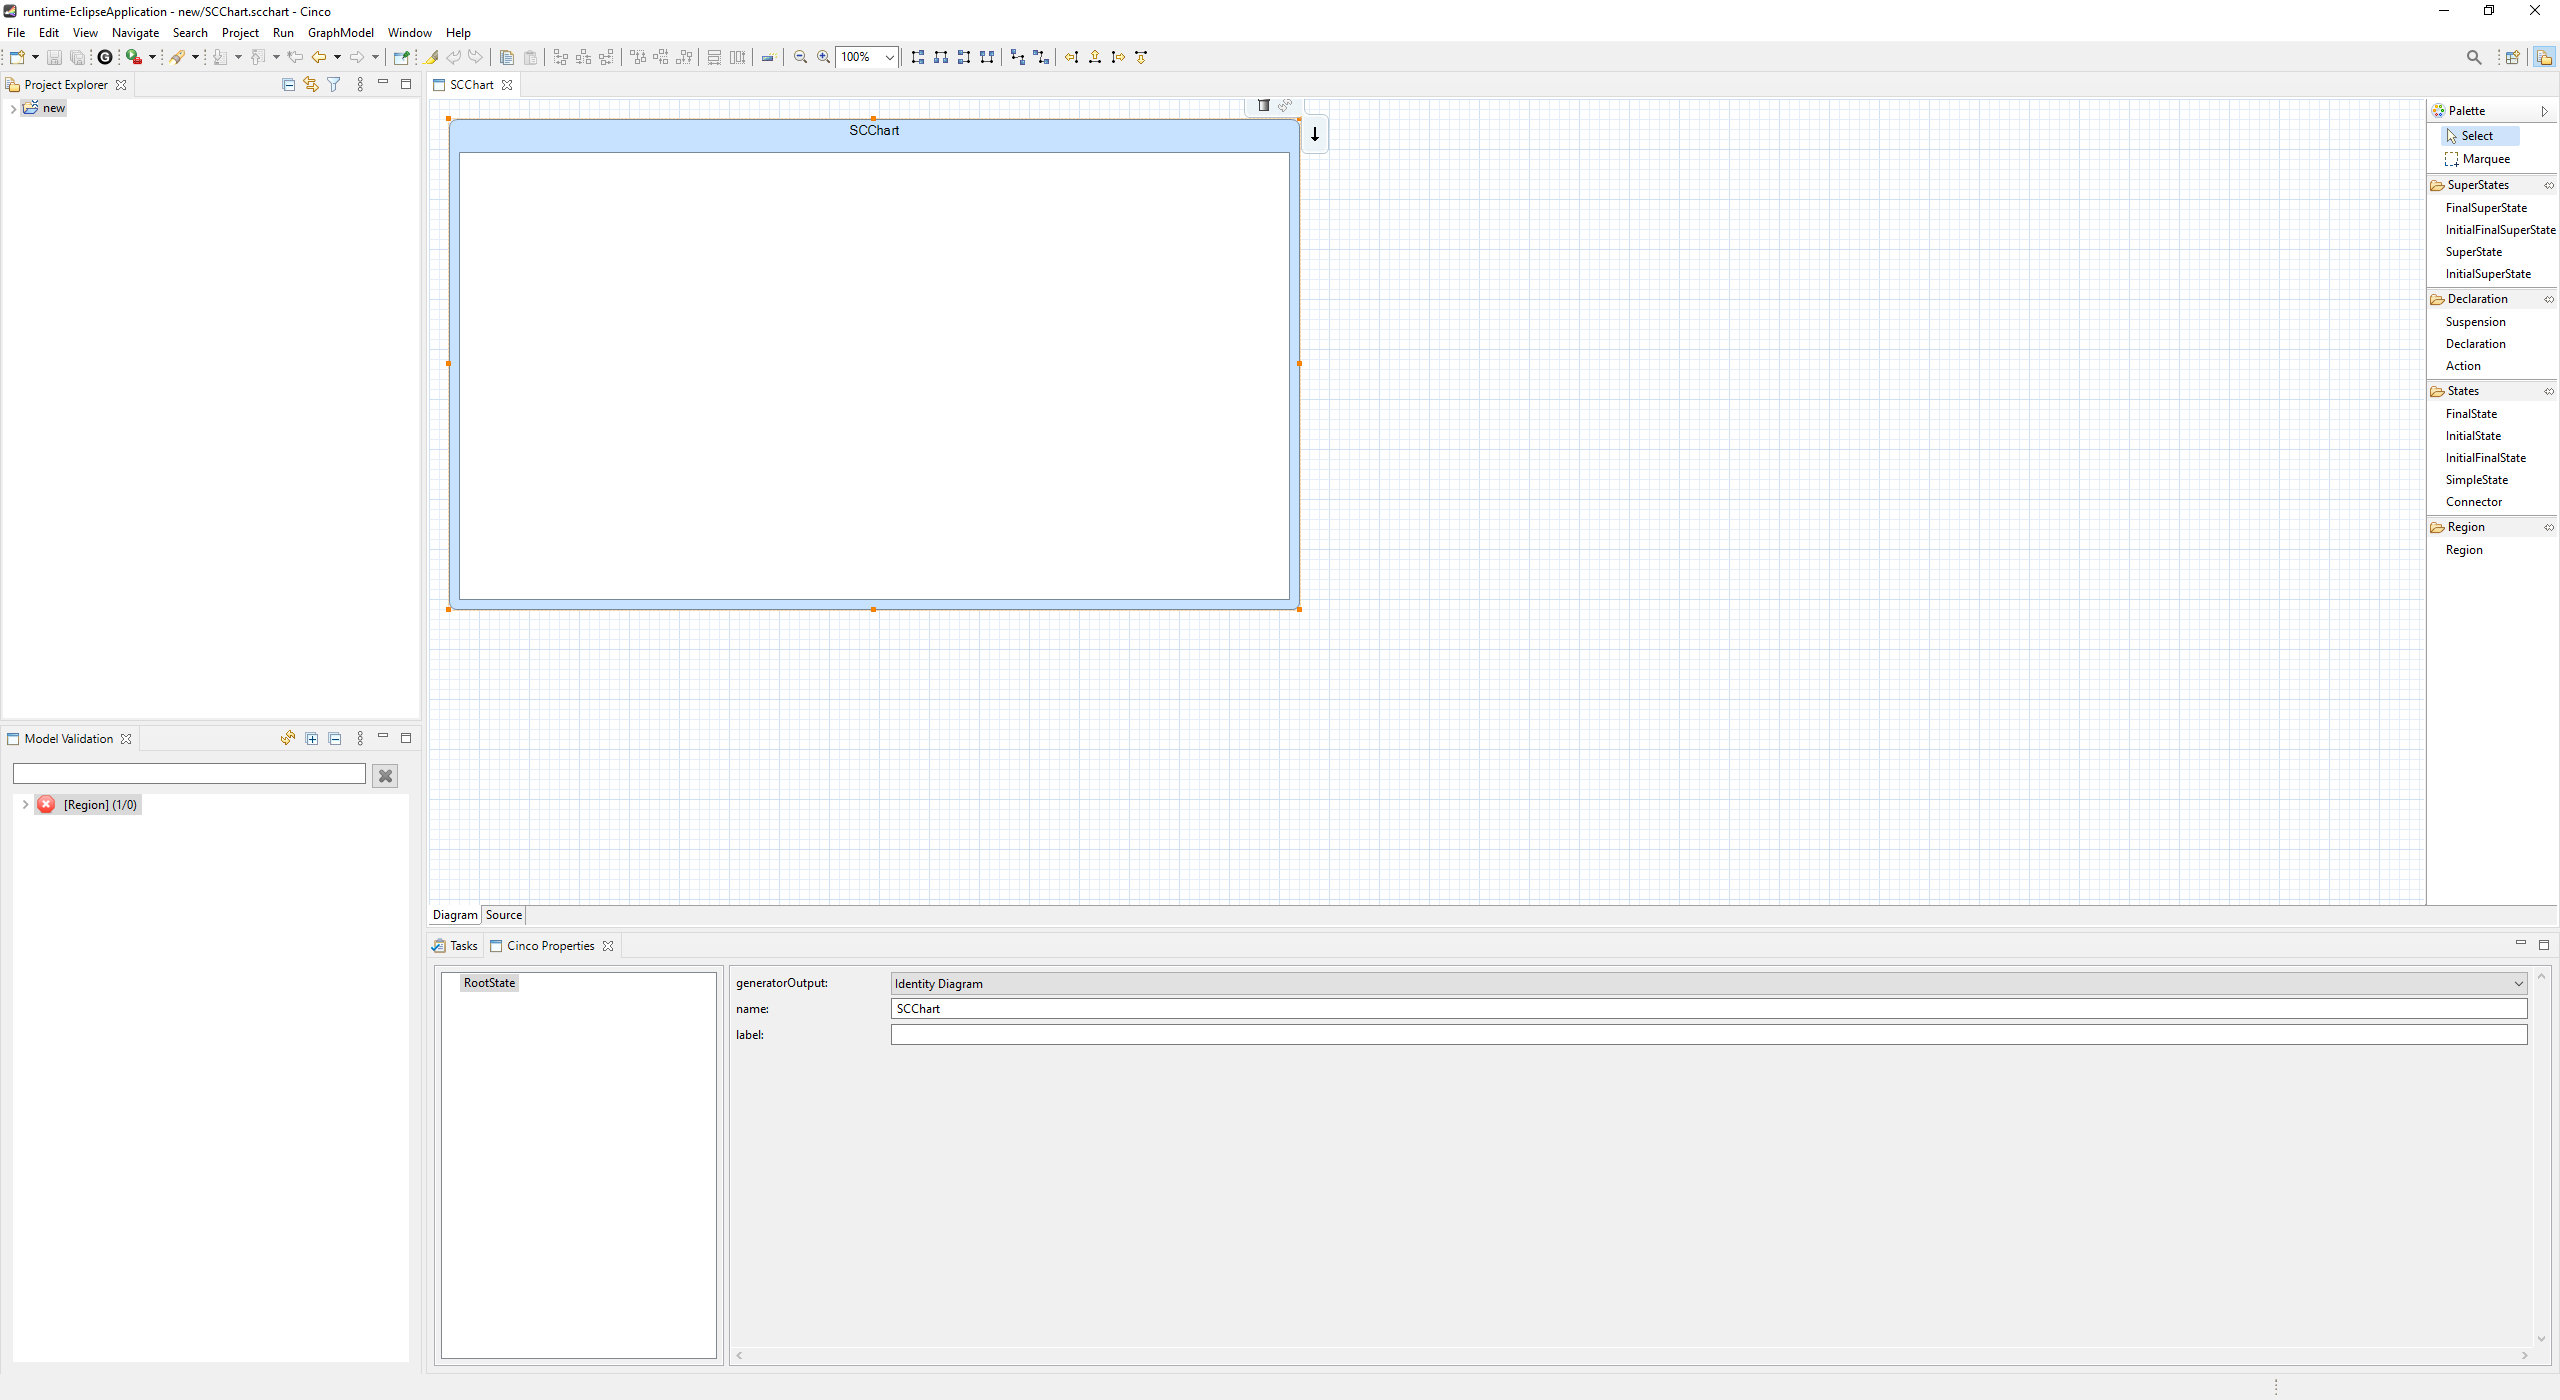 runtime-EclipseApplication - new/SCChart.scchart - Cinco
File Edit View Navigate Search Project Run GraphModel Window Help
G
100%
Project Explorer
new
SCChart
SCChart
Palette
Select
Marquee
SuperStates
FinalSuperState
InitialFinalSuperState
SuperState
InitialSuperState
Declaration
Suspension
Declaration
Action
States
FinalState
InitialState
InitialFinalState
SimpleState
Connector
Region
Region
Model Validation
[Region] (1/0)
Diagram Source
Tasks Cinco Properties
RootState
generatorOutput: Identity Diagram
name: SCChart
label: